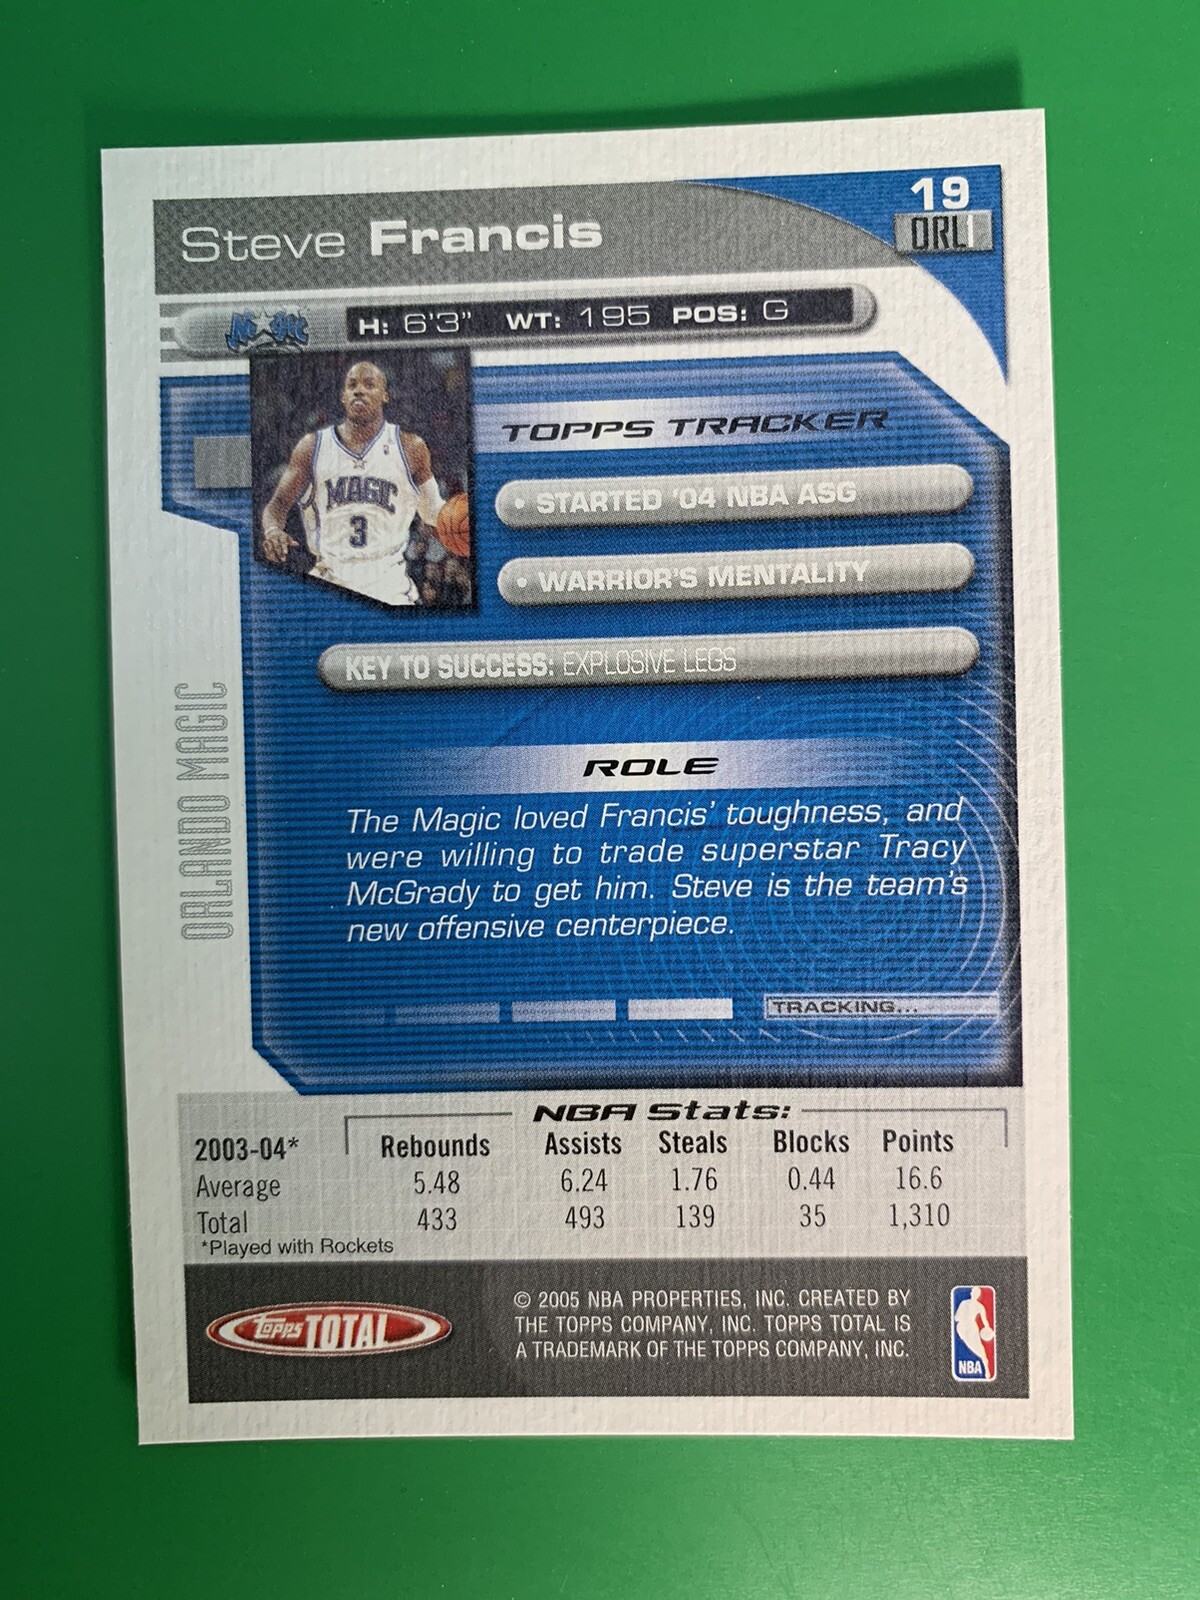 19
Steve Francis
ORL1
Magic
H: 6'3" WT: 195 POS: G
TOPPS TRACKER
MAGIC
3
• STARTED '04 NBA ASG
• WARRIOR'S MENTALITY
KEY TO SUCCESS: EXPLOSIVE LEGS
ORLANDO MAGIC
ROLE
The Magic loved Francis' toughness, and
were willing to trade superstar Tracy
McGrady to get him. Steve is the team's
new offensive centerpiece.
TRACKING...
NBA Stats:
2003-04* Rebounds Assists Steals Blocks Points
Average 5.48 6.24 1.76 0.44 16.6
Total 433 493 139 35 1,310
*Played with Rockets
Topps TOTAL
© 2005 NBA PROPERTIES, INC. CREATED BY
THE TOPPS COMPANY, INC. TOPPS TOTAL IS
A TRADEMARK OF THE TOPPS COMPANY, INC.
NBA